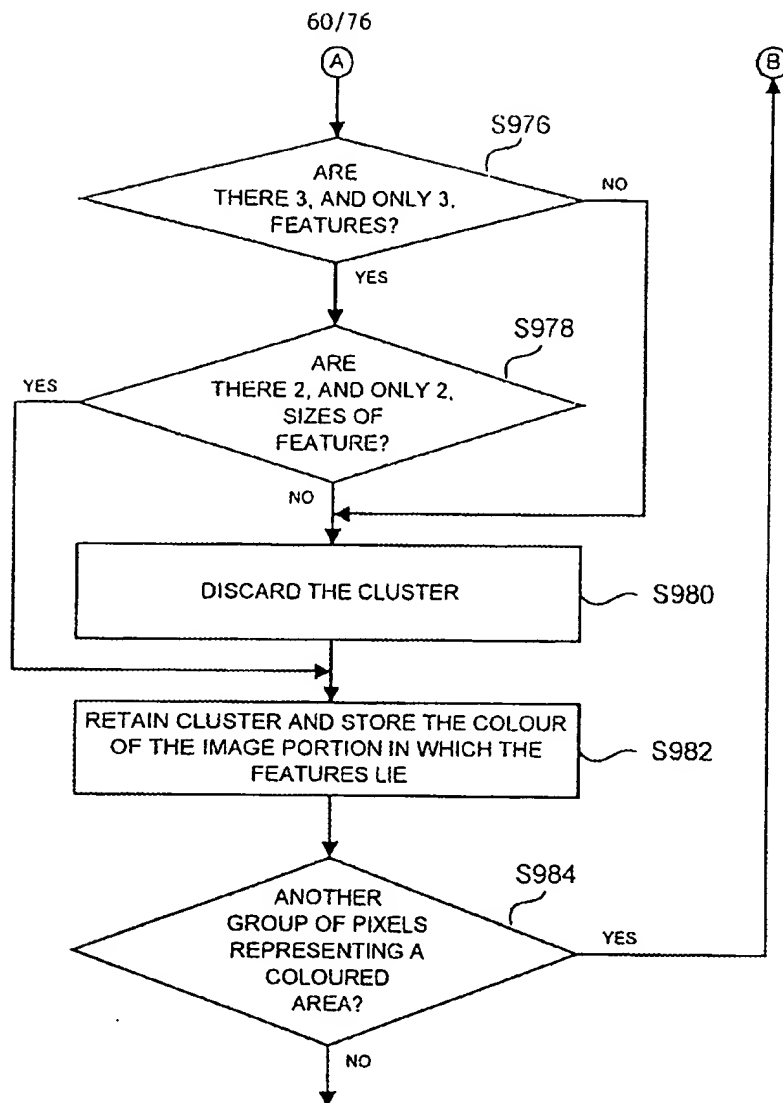 60/76
A
B
S976
ARE
THERE 3, AND ONLY 3,
FEATURES?
NO
YES
S978
ARE
THERE 2, AND ONLY 2,
SIZES OF
FEATURE?
YES
NO
DISCARD THE CLUSTER
S980
RETAIN CLUSTER AND STORE THE COLOUR
OF THE IMAGE PORTION IN WHICH THE
FEATURES LIE
S982
S984
ANOTHER
GROUP OF PIXELS
REPRESENTING A
COLOURED
AREA?
YES
NO